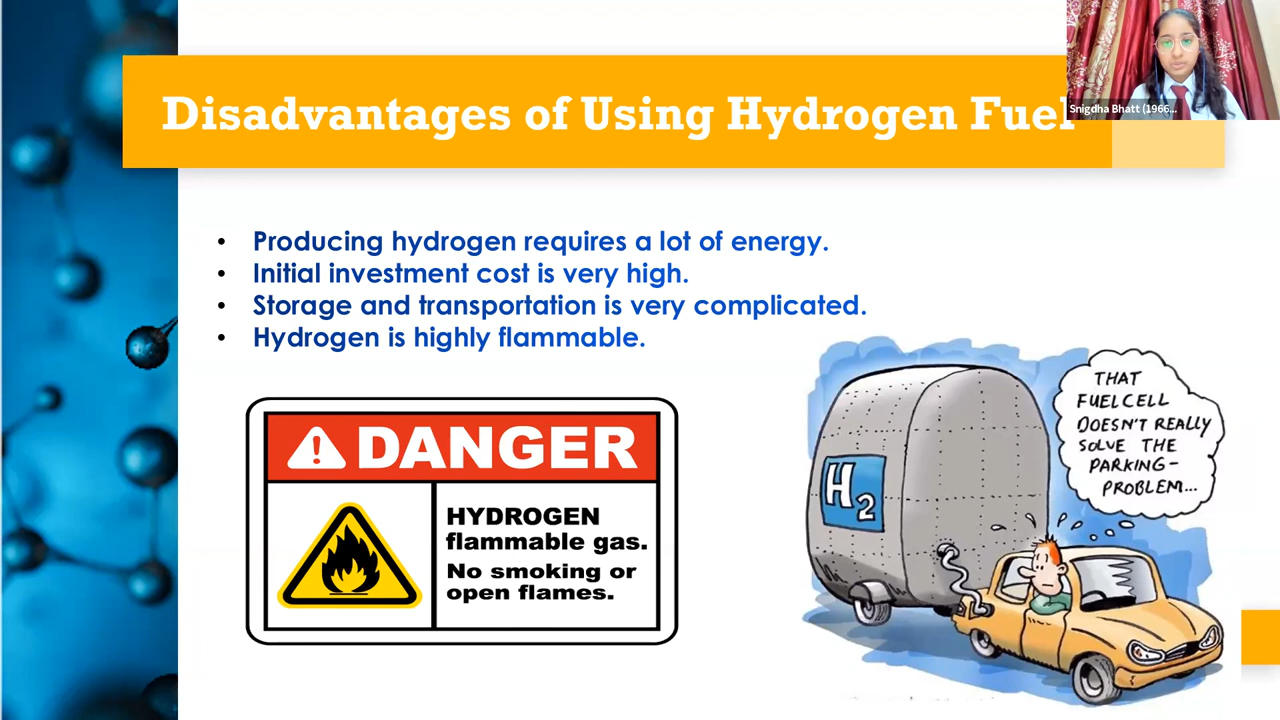 Disadvantages of Using Hydrogen Fuel
Snigdha Bhatt (1966...
• Producing hydrogen requires a lot of energy.
• Initial investment cost is very high.
• Storage and transportation is very complicated.
• Hydrogen is highly flammable.
DANGER
HYDROGEN
flammable gas.
No smoking or
open flames.
H2
THAT
FUELCELL
DOESN'T REALLY
SOLVE THE
PARKING-
PROBLEM...